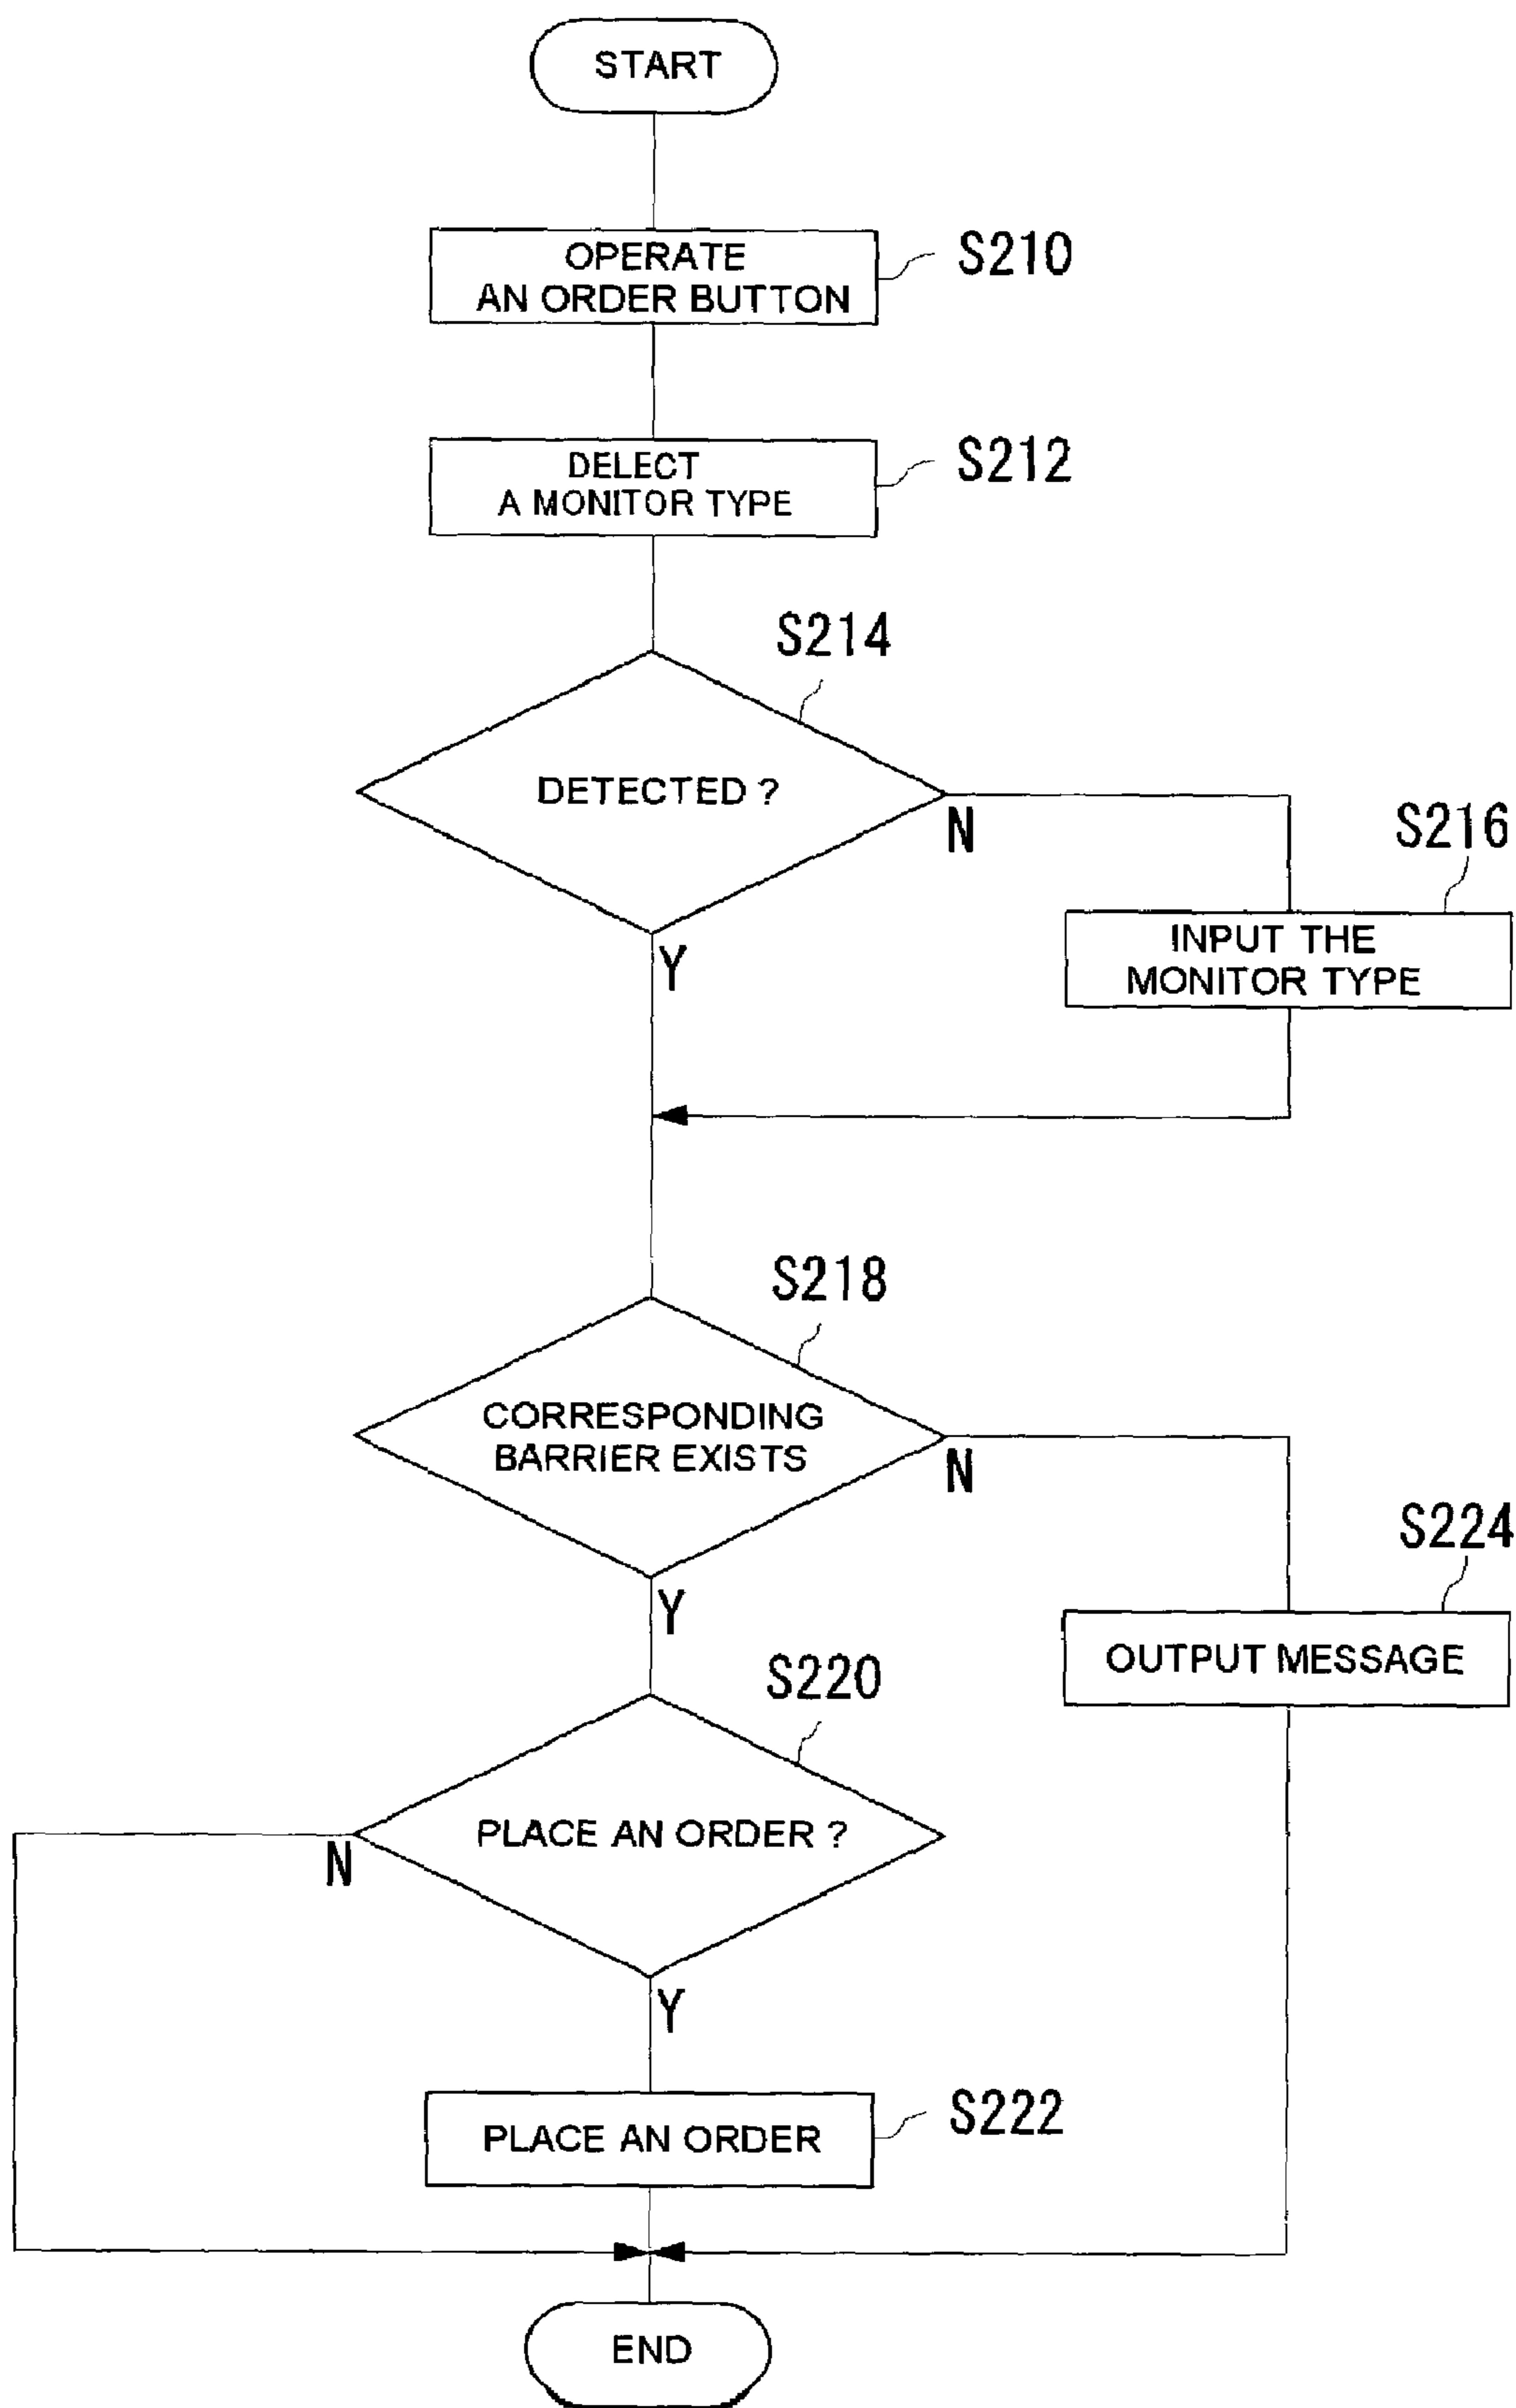 START
OPERATE
AN ORDER BUTTON
S210
DELECT
A MONITOR TYPE
S212
S214
DETECTED ?
N
Y
S216
INPUT THE
MONITOR TYPE
S218
CORRESPONDING
BARRIER EXISTS
N
Y
S224
OUTPUT MESSAGE
S220
PLACE AN ORDER ?
N
Y
PLACE AN ORDER
S222
END